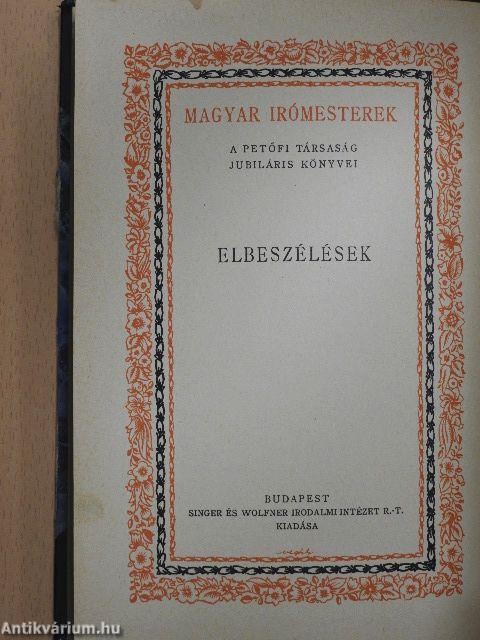 MAGYAR IRÓMESTEREK
A PETŐFI TÁRSASÁG
JUBILÁRIS KÖNYVEI
ELBESZÉLÉSEK
BUDAPEST
SINGER ÉS WOLFNER IRODALMI INTÉZET R.-T.
KIADÁSA
Antikvárium.hu